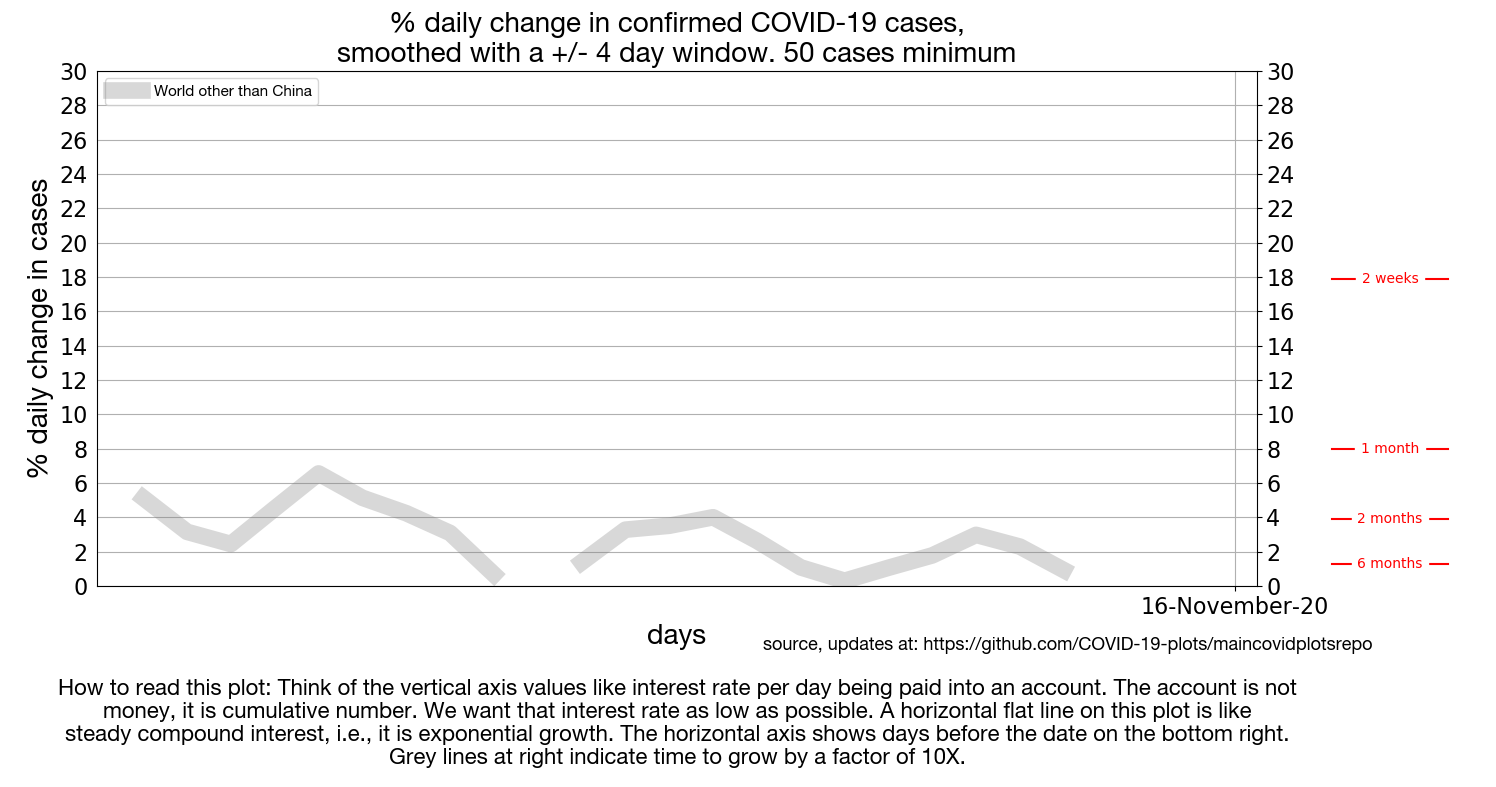 % daily change in confirmed COVID-19 cases,
smoothed with a +/- 4 day window. 50 cases minimum
World other than China
% daily change in cases
30
28
26
24
22
20
18
16
14
12
10
8
6
4
2
0
30
28
26
24
22
20
18
16
14
12
10
8
6
4
2
0
2 weeks
1 month
2 months
6 months
16-November-20
days
source, updates at: https://github.com/COVID-19-plots/maincovidplotsrepo
How to read this plot: Think of the vertical axis values like interest rate per day being paid into an account. The account is not
money, it is cumulative number. We want that interest rate as low as possible. A horizontal flat line on this plot is like
steady compound interest, i.e., it is exponential growth. The horizontal axis shows days before the date on the bottom right.
Grey lines at right indicate time to grow by a factor of 10X.